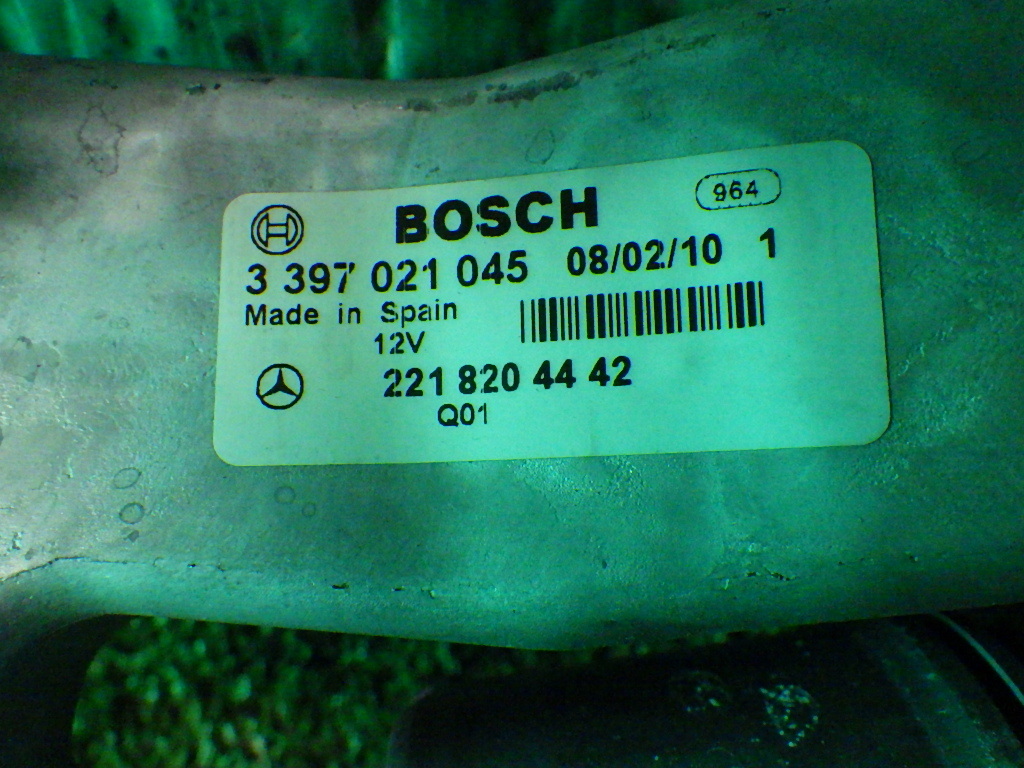 BOSCH 964
3 397 021 045 08/02/10 1
Made in Spain
12V
221 820 44 42
Q01